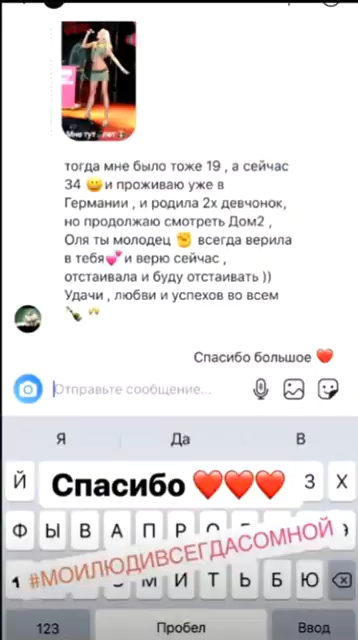 Мне тут лет
тогда мне было тоже 19 , а сейчас
34 😀 и проживаю уже в
Германии , и родила 2х девчонок,
но продолжаю смотреть Дом2 ,
Оля ты молодец ✊ всегда верила
в тебя💕 и верю сейчас ,
отстаивала и буду отстаивать ))
Удачи , любви и успехов во всем
🍾 🥂
Спасибо большое ❤️
Отправьте сообщение...
Я Да В
Й Спасибо ❤️❤️❤️ З Х
Ф Ы В А П Р О
#МОИЛЮДИВСЕГДАСОМНОЙ
М И Т Ь Б Ю
123 Пробел Ввод